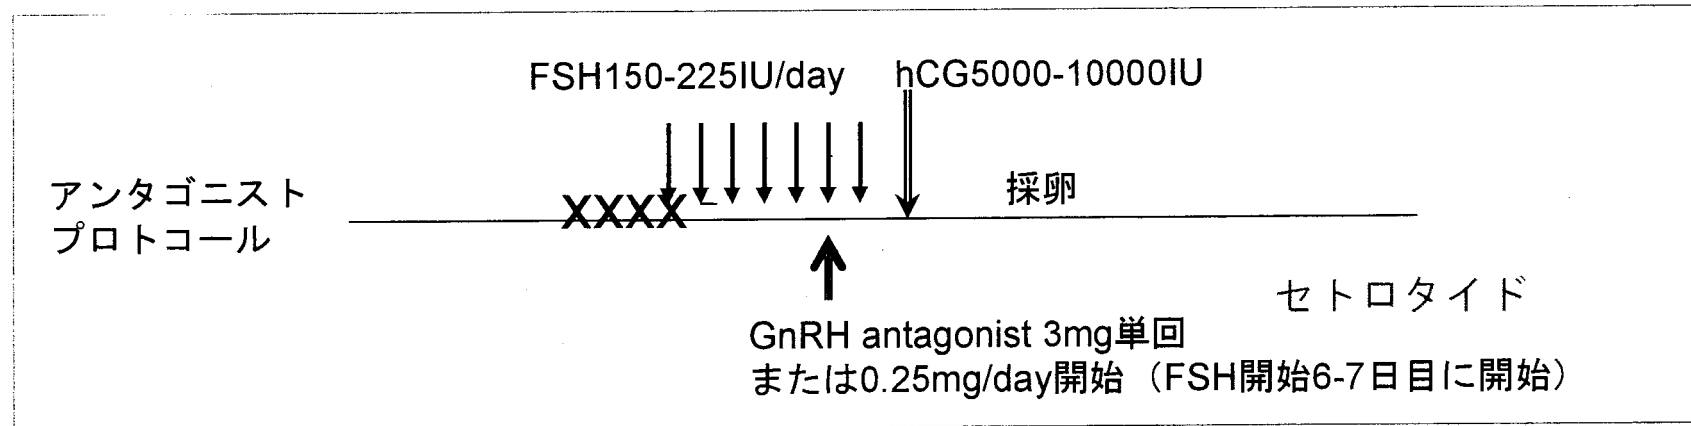 FSH150-225IU/day hCG5000-10000IU
採卵
アンタゴニスト
プロトコール
XXXX
セトロタイド
GnRH antagonist 3mg単回
または0.25mg/day開始（FSH開始6-7日目に開始）